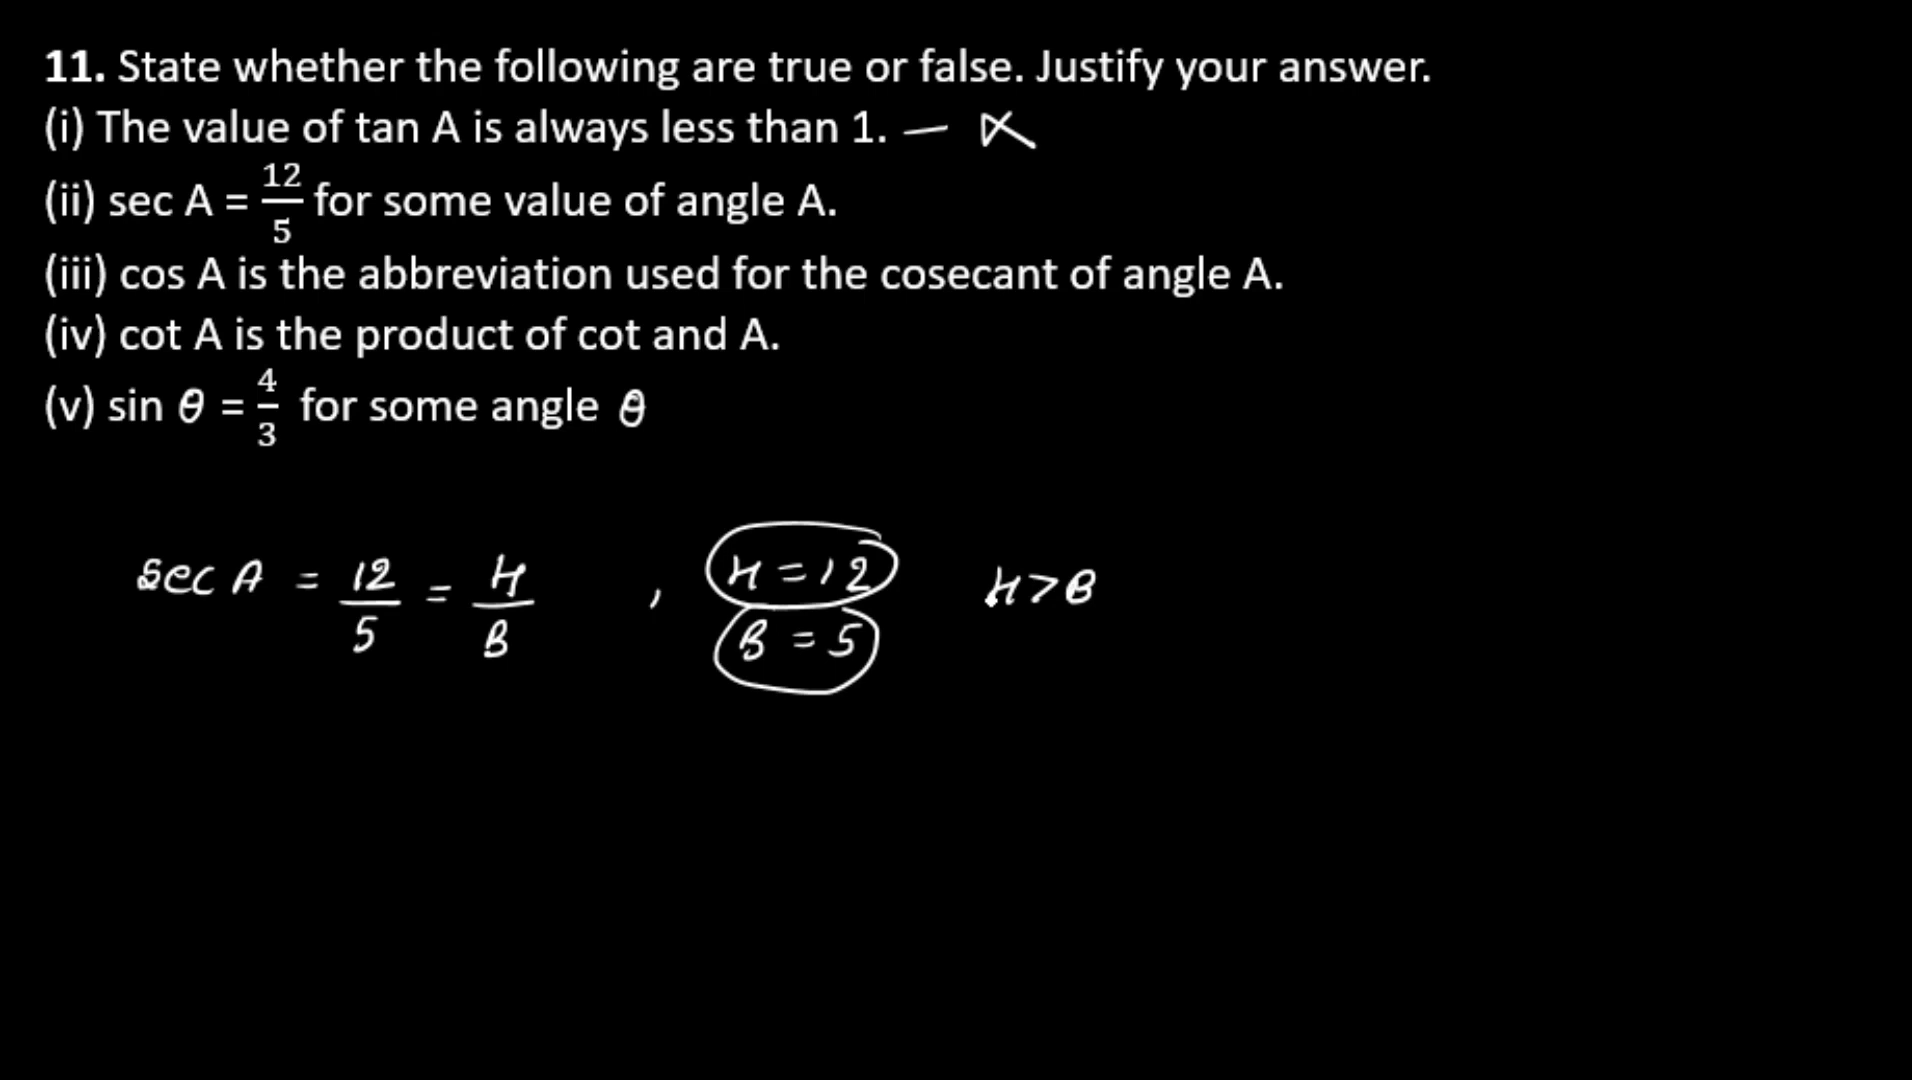 11. State whether the following are true or false. Justify your answer.
(i) The value of tan A is always less than 1. — ×
(ii) sec A = 12/5 for some value of angle A.
(iii) cos A is the abbreviation used for the cosecant of angle A.
(iv) cot A is the product of cot and A.
(v) sin θ = 4/3 for some angle θ
sec A = 12/5 = H/B , H = 12 H > B
B = 5